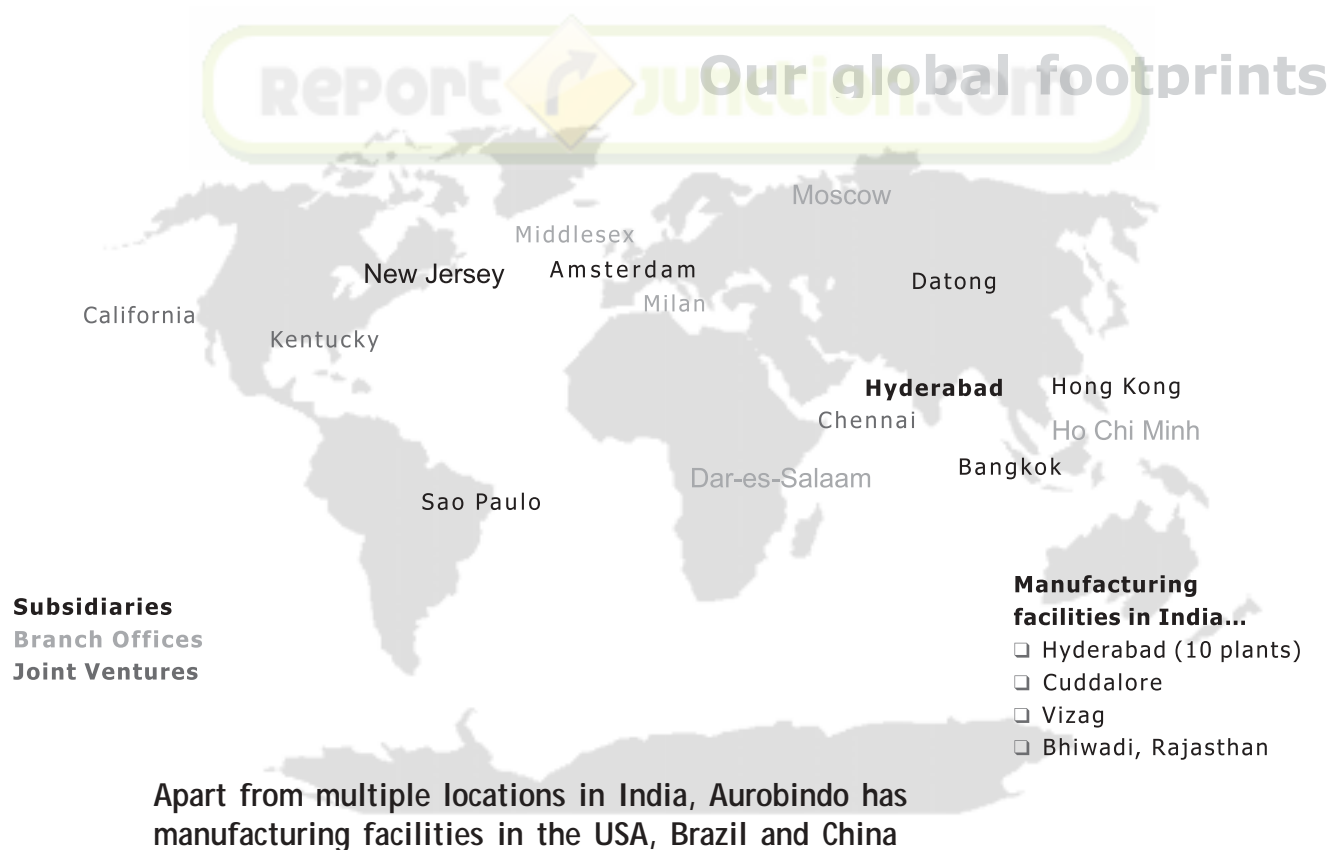 Our global footprints
RePORt JUNCtion.com
Moscow
Middlesex
New Jersey
Amsterdam
Datong
California
Milan
Kentucky
Hyderabad
Hong Kong
Chennai
Ho Chi Minh
Bangkok
Dar-es-Salaam
Sao Paulo
Subsidiaries
Branch Offices
Joint Ventures
Manufacturing
facilities in India...
❑ Hyderabad (10 plants)
❑ Cuddalore
❑ Vizag
❑ Bhiwadi, Rajasthan
Apart from multiple locations in India, Aurobindo has
manufacturing facilities in the USA, Brazil and China